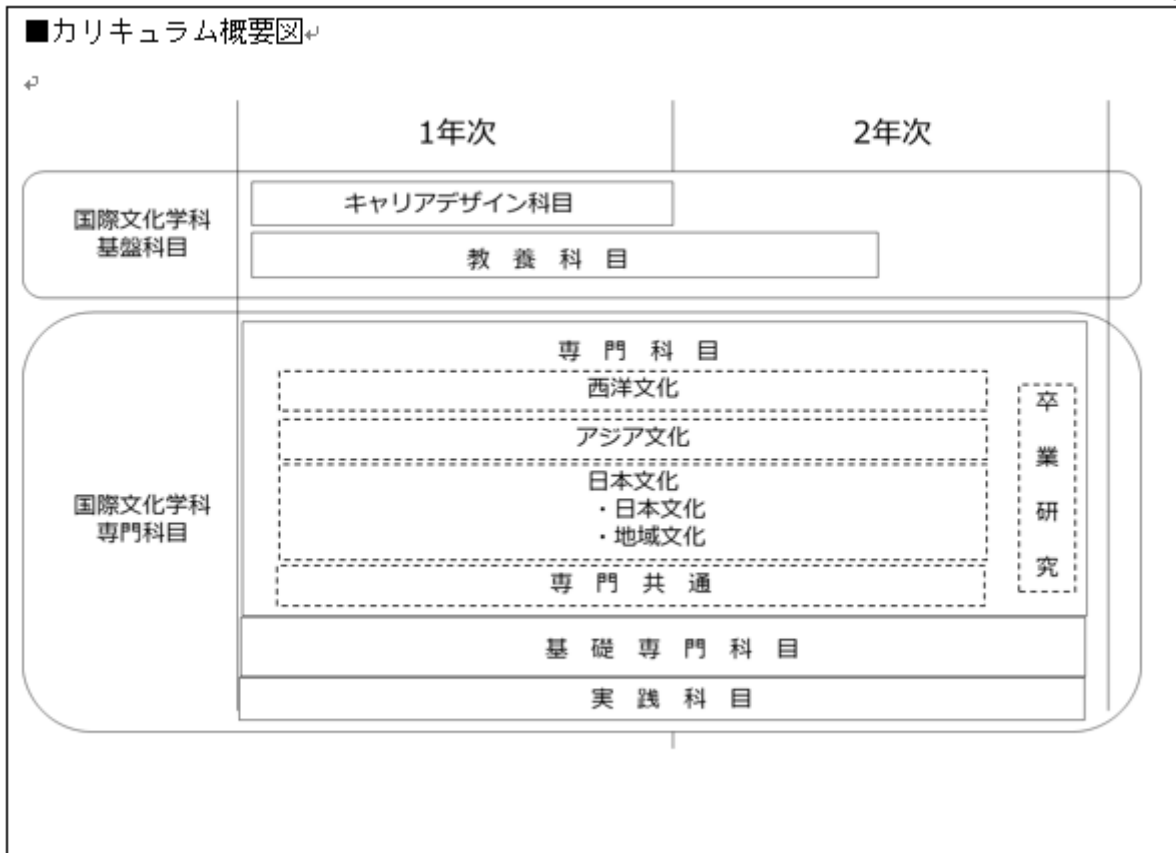 ■カリキュラム概要図
1年次
2年次
国際文化学科
基盤科目
キャリアデザイン科目
教養科目
国際文化学科
専門科目
専門科目
西洋文化
アジア文化
日本文化
・日本文化
・地域文化
専門共通
卒業研究
基礎専門科目
実践科目